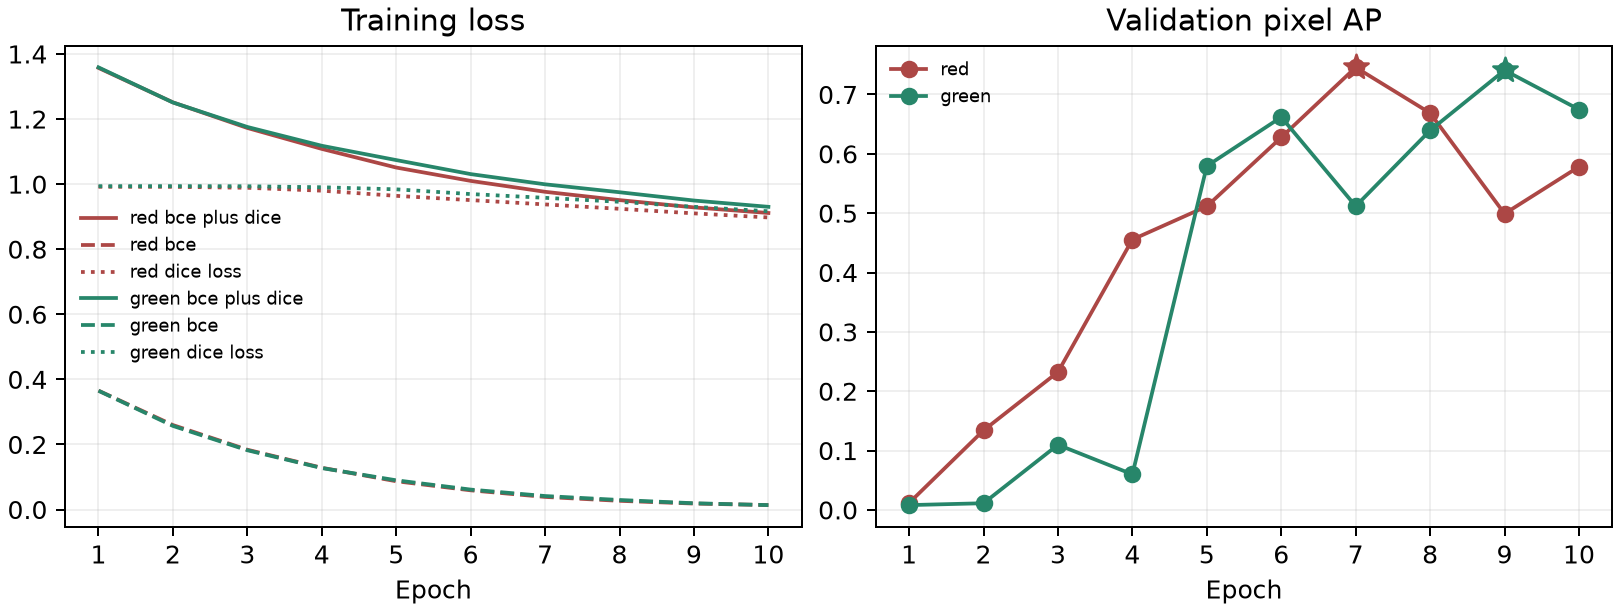 Training loss
1.4
1.2
1.0
0.8
0.6
0.4
0.2
0.0
red bce plus dice
red bce
red dice loss
green bce plus dice
green bce
green dice loss
1 2 3 4 5 6 7 8 9 10
Epoch
Validation pixel AP
0.7
0.6
0.5
0.4
0.3
0.2
0.1
0.0
red
green
1 2 3 4 5 6 7 8 9 10
Epoch